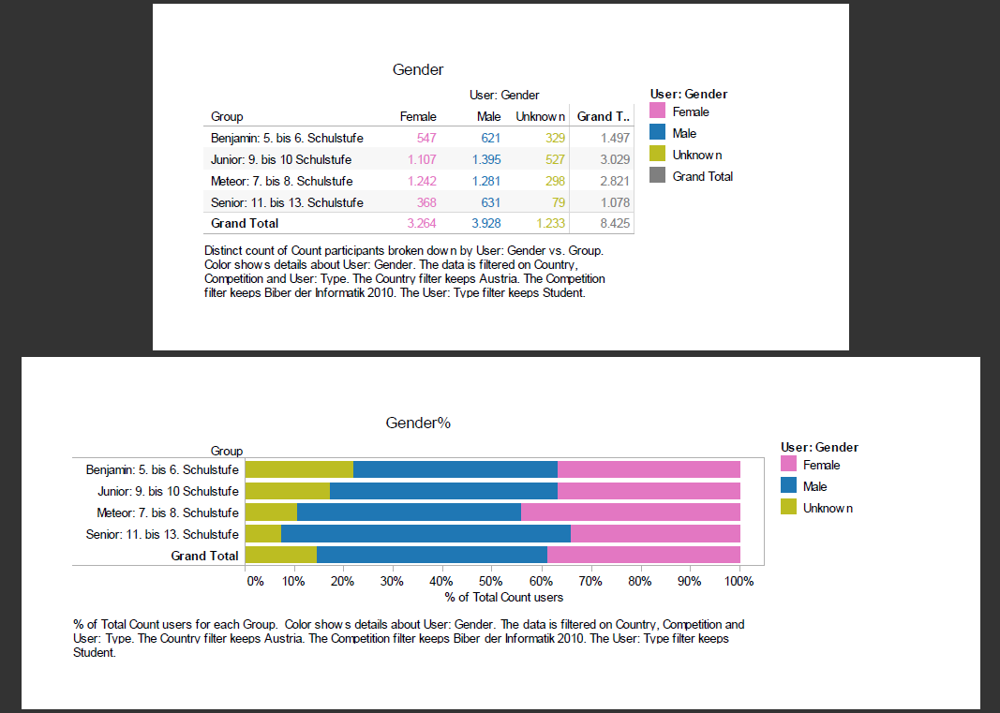 Gender
User: Gender
Group Female Male Unknown Grand T..
Benjamin: 5. bis 6. Schulstufe 547 621 329 1.497
Junior: 9. bis 10 Schulstufe 1.107 1.395 527 3.029
Meteor: 7. bis 8. Schulstufe 1.242 1.281 298 2.821
Senior: 11. bis 13. Schulstufe 368 631 79 1.078
Grand Total 3.264 3.928 1.233 8.425
User: Gender
Female
Male
Unknown
Grand Total
Distinct count of Count participants broken down by User: Gender vs. Group.
Color shows details about User: Gender. The data is filtered on Country,
Competition and User: Type. The Country filter keeps Austria. The Competition
filter keeps Biber der Informatik 2010. The User: Type filter keeps Student.
Gender%
Group
Benjamin: 5. bis 6. Schulstufe
Junior: 9. bis 10 Schulstufe
Meteor: 7. bis 8. Schulstufe
Senior: 11. bis 13. Schulstufe
Grand Total
0% 10% 20% 30% 40% 50% 60% 70% 80% 90% 100%
% of Total Count users
User: Gender
Female
Male
Unknown
% of Total Count users for each Group. Color shows details about User: Gender. The data is filtered on Country, Competition and
User: Type. The Country filter keeps Austria. The Competition filter keeps Biber der Informatik 2010. The User: Type filter keeps
Student.